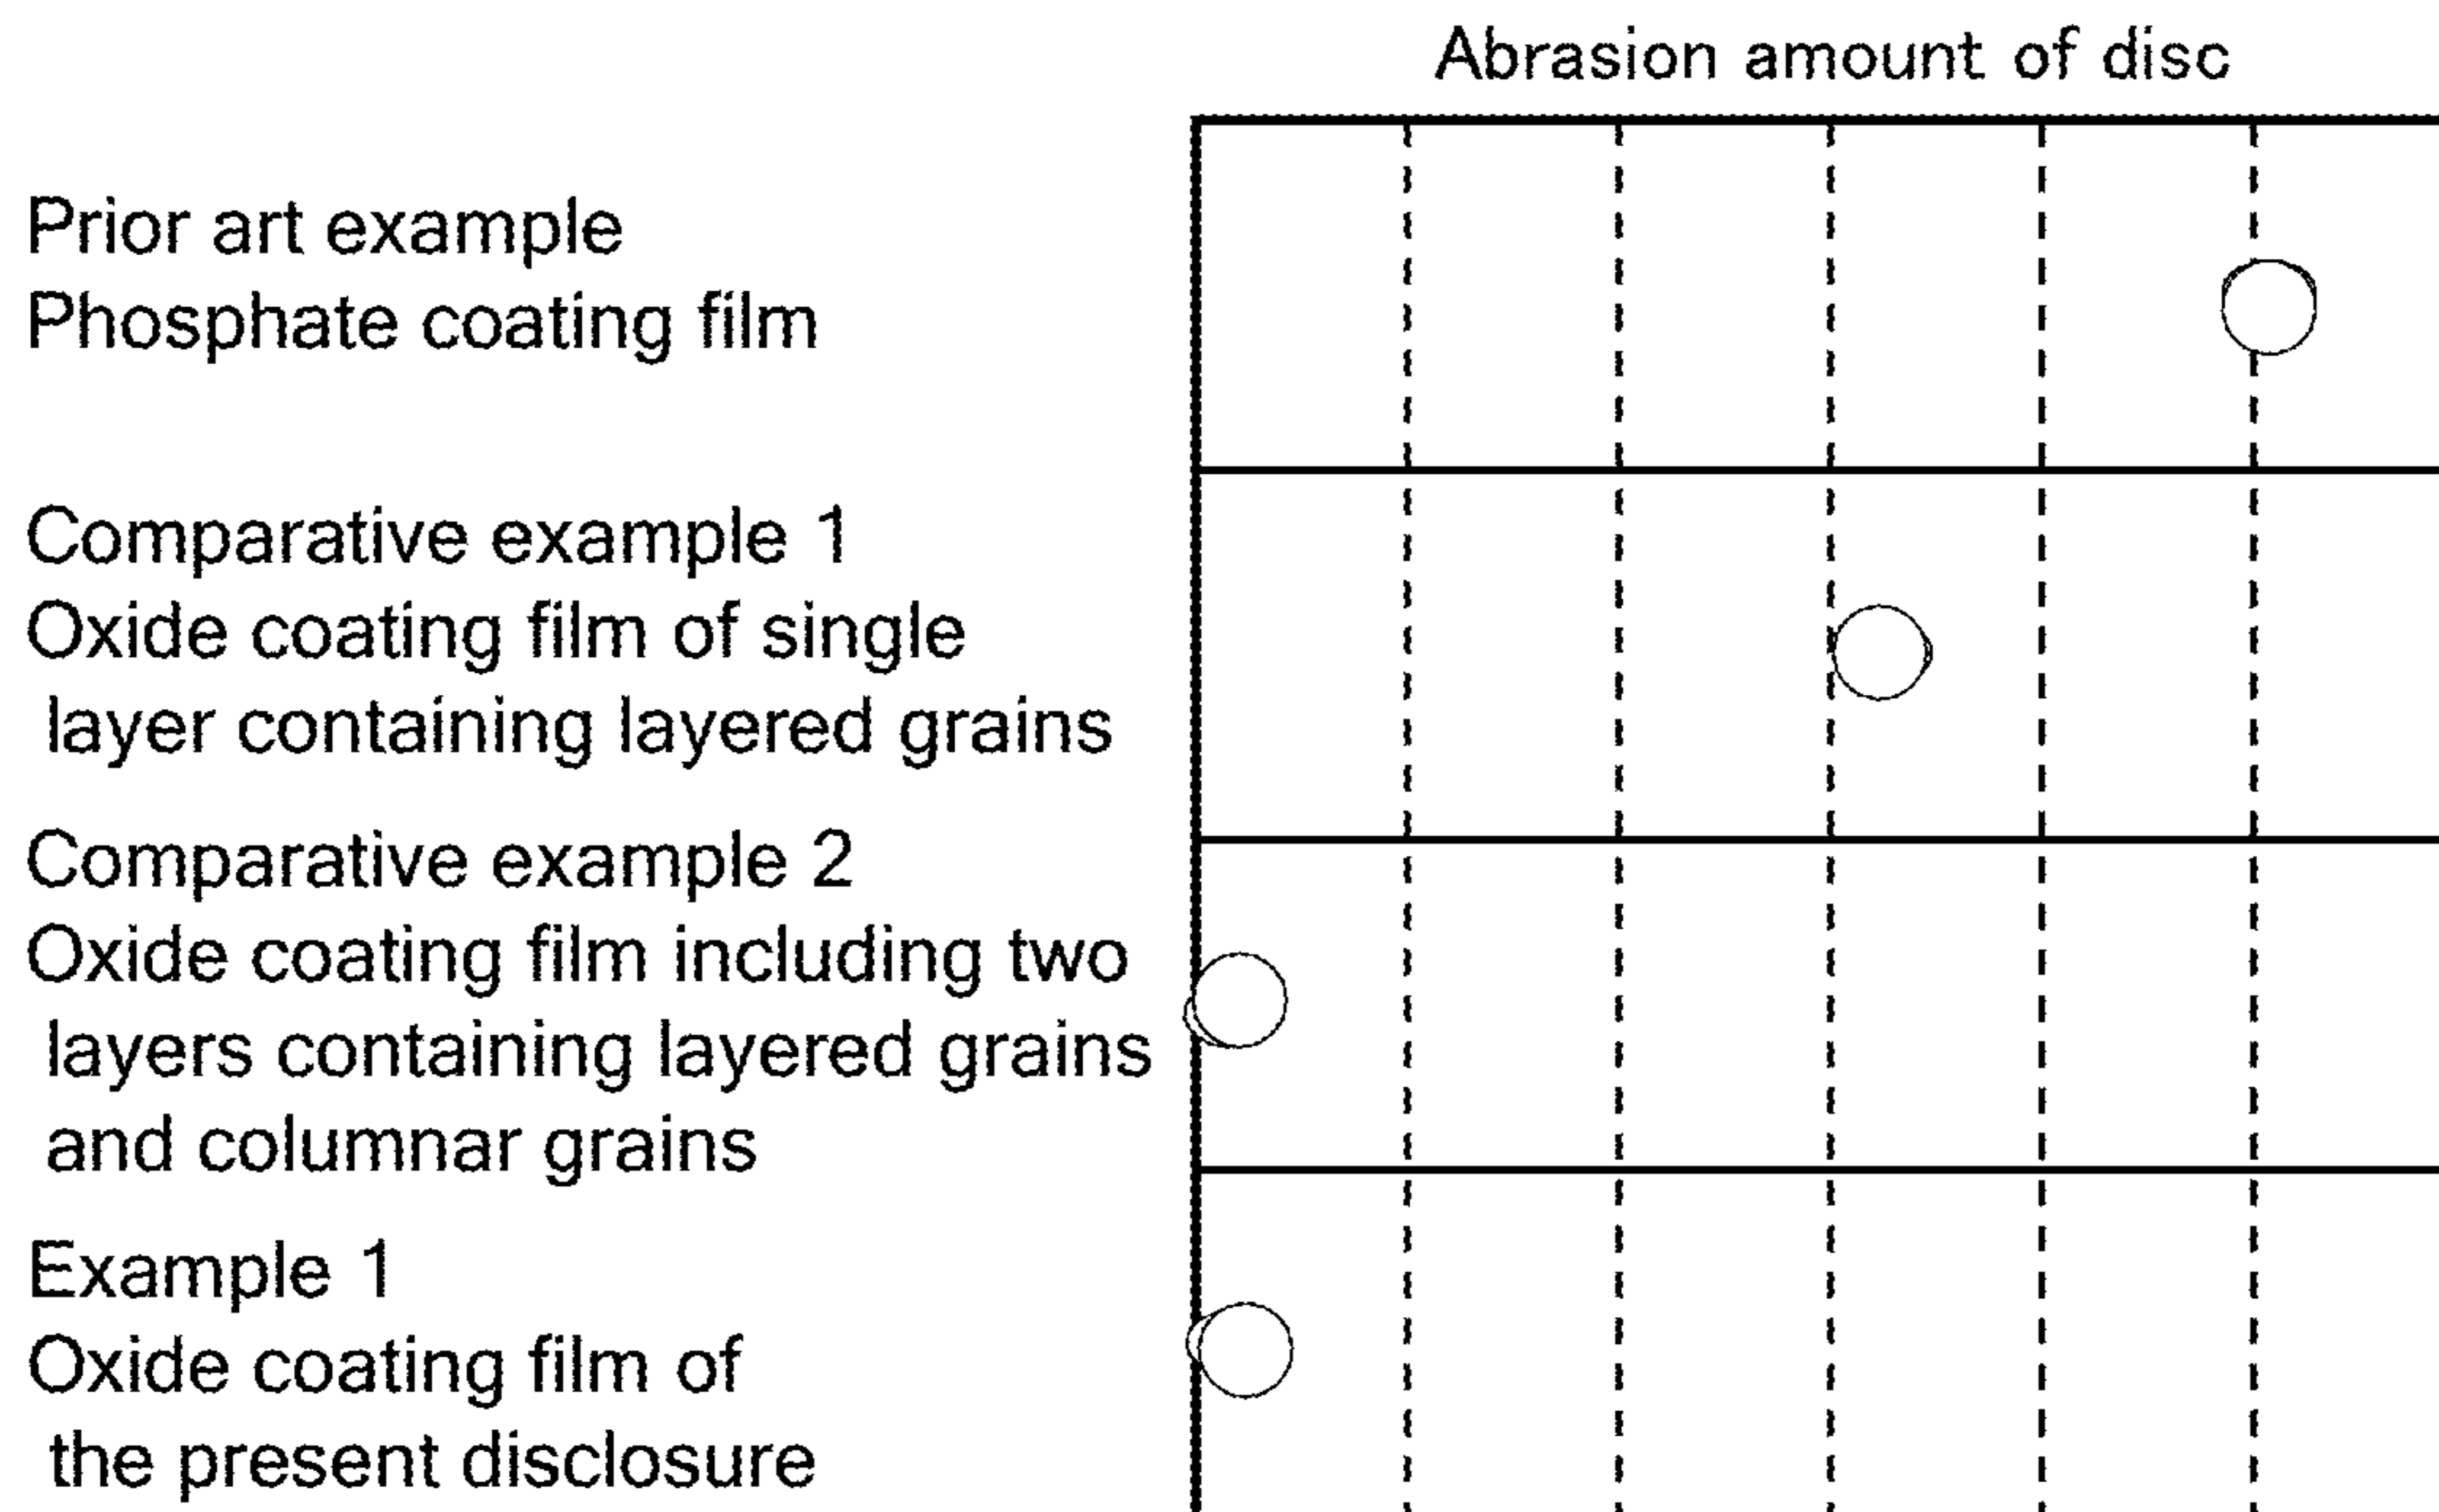 Abrasion amount of disc
Prior art example
Phosphate coating film
Comparative example 1
Oxide coating film of single
layer containing layered grains
Comparative example 2
Oxide coating film including two
layers containing layered grains
and columnar grains
Example 1
Oxide coating film of
the present disclosure